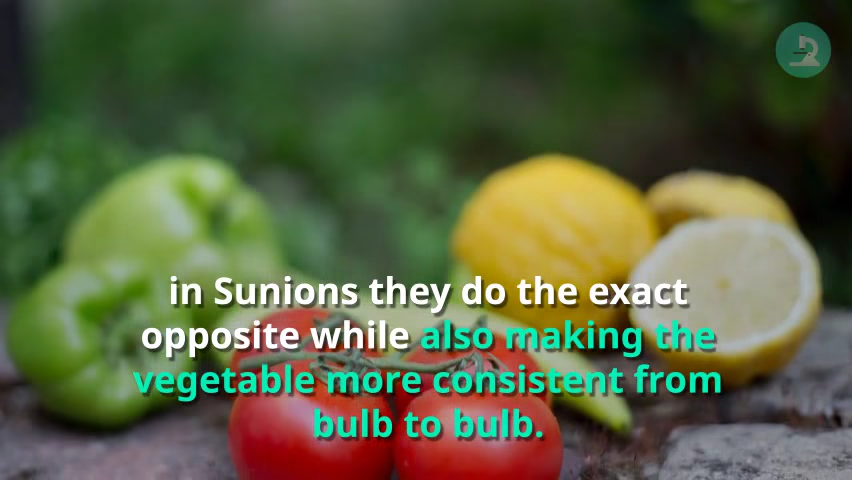 in Sunions they do the exact
opposite while also making the
vegetable more consistent from
bulb to bulb.